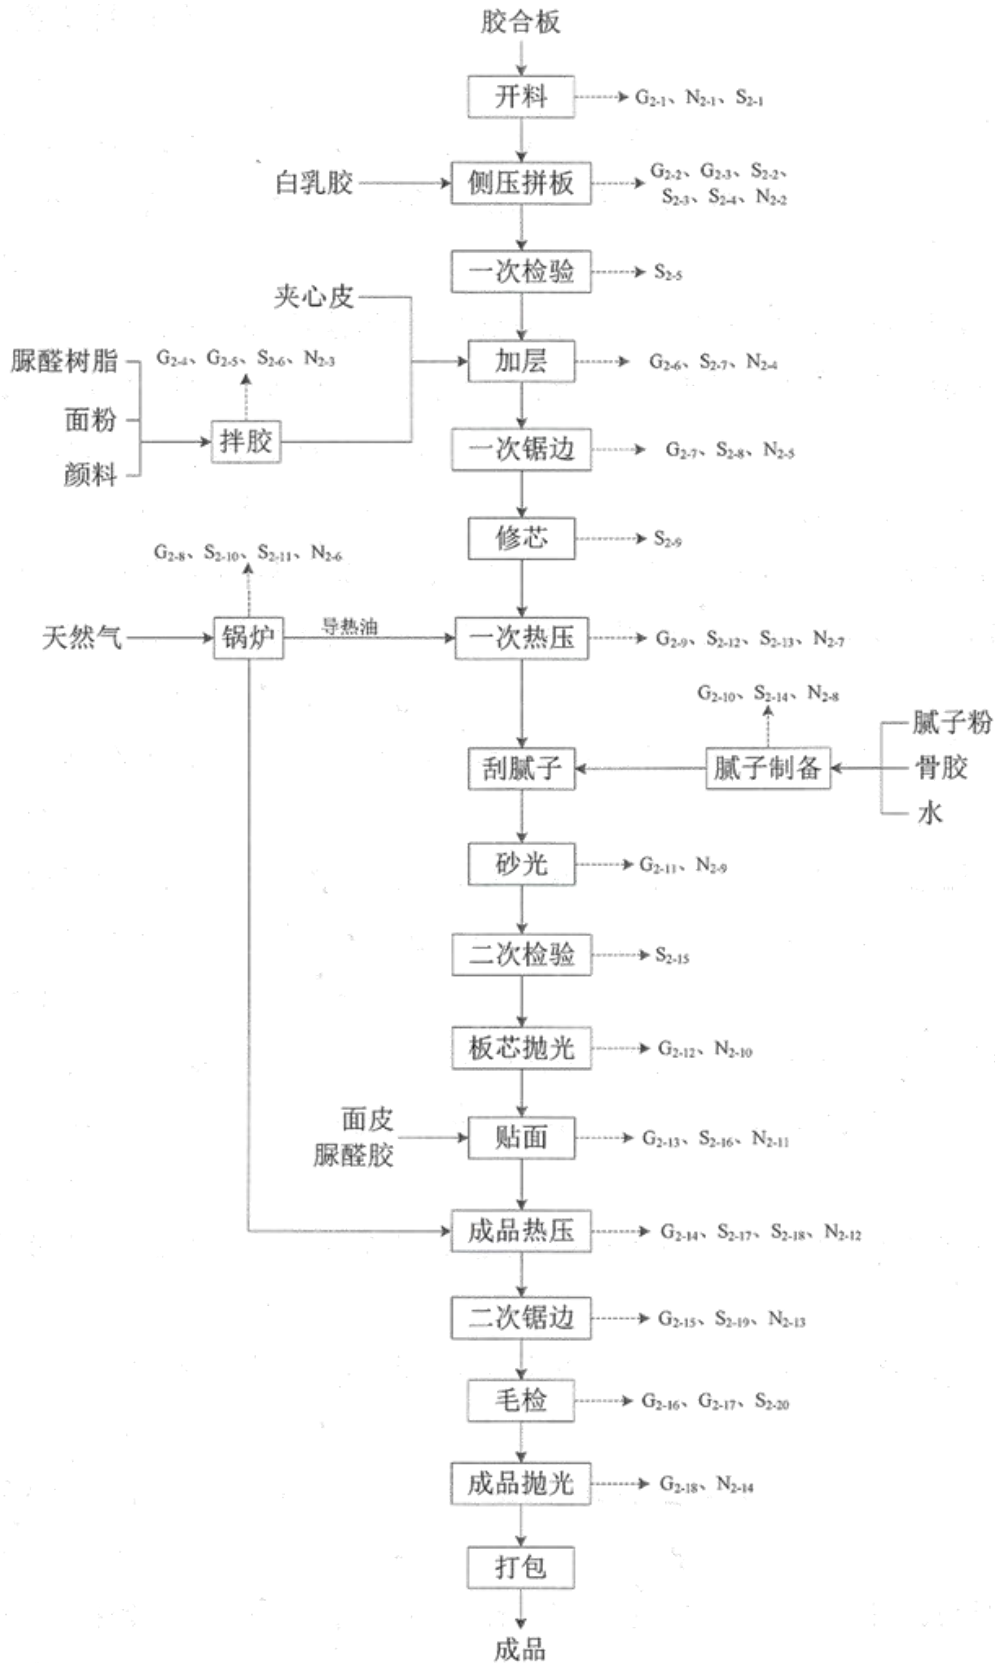 胶合板
开料
G₂₋₁、N₂₋₁、S₂₋₁
白乳胶
侧压拼板
G₂₋₂、G₂₋₃、S₂₋₂、
S₂₋₃、S₂₋₄、N₂₋₂
一次检验
S₂₋₅
夹心皮
脲醛树脂
G₂₋₄、G₂₋₅、S₂₋₆、N₂₋₃
加层
G₂₋₆、S₂₋₇、N₂₋₄
面粉
拌胶
颜料
一次锯边
G₂₋₇、S₂₋₈、N₂₋₅
修芯
S₂₋₉
G₂₋₈、S₂₋₁₀、S₂₋₁₁、N₂₋₆
天然气
锅炉
导热油
一次热压
G₂₋₉、S₂₋₁₂、S₂₋₁₃、N₂₋₇
G₂₋₁₀、S₂₋₁₄、N₂₋₈
刮腻子
腻子制备
腻子粉
骨胶
水
砂光
G₂₋₁₁、N₂₋₉
二次检验
S₂₋₁₅
板芯抛光
G₂₋₁₂、N₂₋₁₀
面皮
脲醛胶
贴面
G₂₋₁₃、S₂₋₁₆、N₂₋₁₁
成品热压
G₂₋₁₄、S₂₋₁₇、S₂₋₁₈、N₂₋₁₂
二次锯边
G₂₋₁₅、S₂₋₁₉、N₂₋₁₃
毛检
G₂₋₁₆、G₂₋₁₇、S₂₋₂₀
成品抛光
G₂₋₁₈、N₂₋₁₄
打包
成品